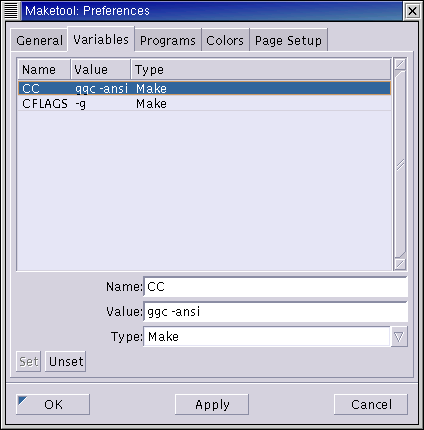 Maketool: Preferences
General Variables Programs Colors Page Setup
Name Value Type
CC ggc -ansi Make
CFLAGS -g Make
Name: CC
Value: ggc -ansi
Type: Make
Set Unset
OK Apply Cancel